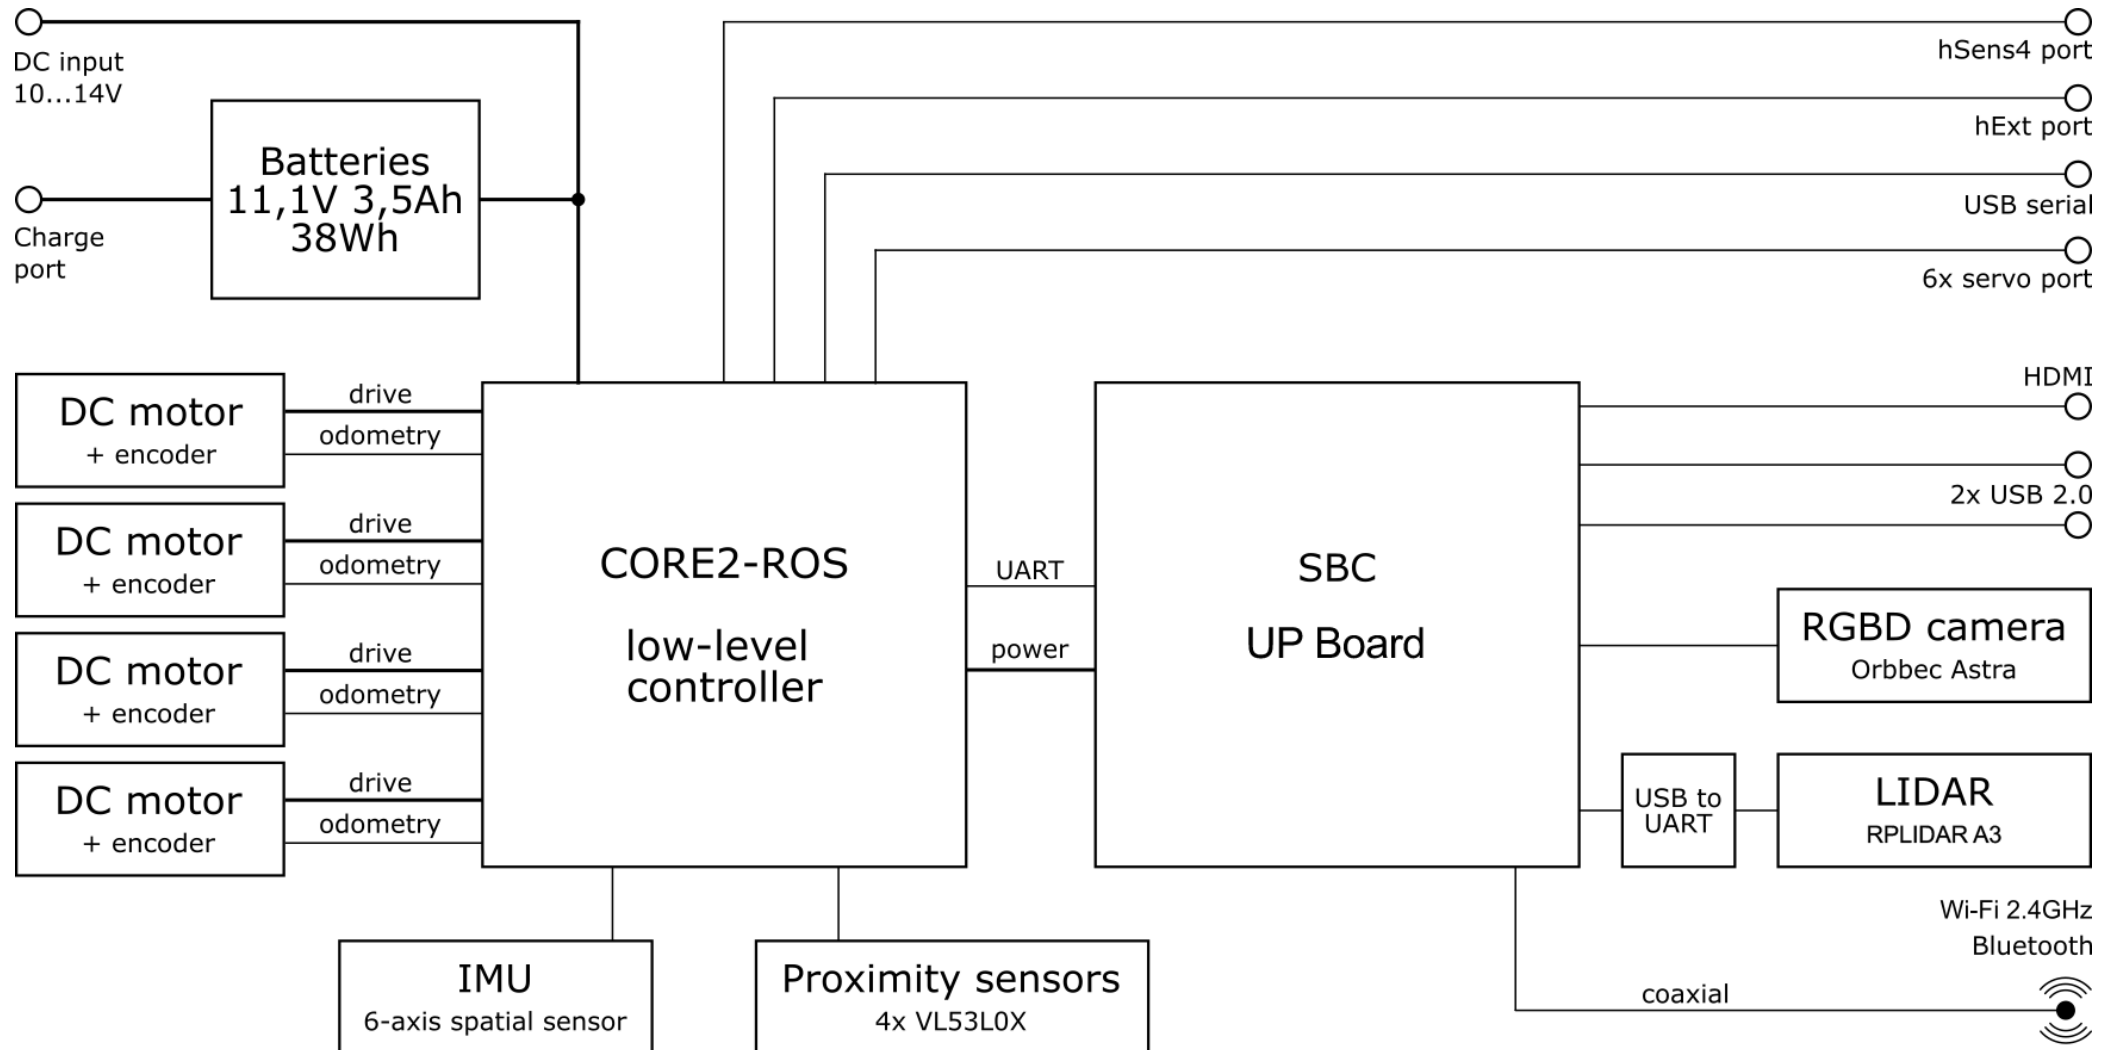 DC input
10...14V
Batteries
11,1V 3,5Ah
38Wh
Charge
port
hSens4 port
hExt port
USB serial
6x servo port
DC motor
+ encoder
drive
odometry
DC motor
+ encoder
drive
odometry
DC motor
+ encoder
drive
odometry
DC motor
+ encoder
drive
odometry
CORE2-ROS
low-level
controller
UART
power
SBC
UP Board
HDMI
2x USB 2.0
RGBD camera
Orbbec Astra
USB to
UART
LIDAR
RPLIDAR A3
Wi-Fi 2.4GHz
Bluetooth
coaxial
IMU
6-axis spatial sensor
Proximity sensors
4x VL53L0X